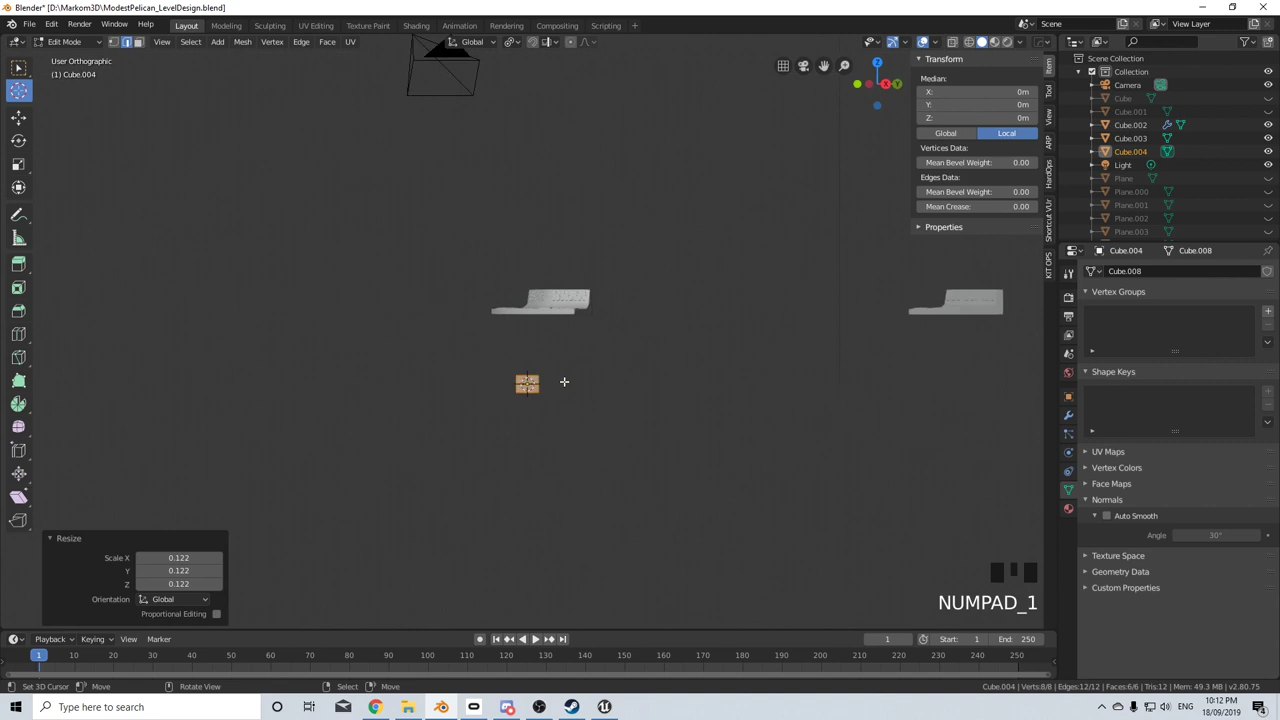 Blender* [D:\Markom3D\ModestPelican_LevelDesign.blend]
File Edit Render Window Help Layout Modeling Sculpting UV Editing Texture Paint Shading Animation Rendering Compositing Scripting Scene View Layer
Edit Mode View Select Add Mesh Vertex Edge Face UV Global
User Orthographic
(1) Cube.004
Z
X
Y
Transform
Median:
X: 0m
Y: 0m
Z: 0m
Global Local
Vertices Data:
Mean Bevel Weight: 0.00
Edges Data:
Mean Bevel Weight: 0.00
Mean Crease: 0.00
Properties
Item
Tool
View
ARP
HardOps
Shortcut VUr
KIT OPS
Scene Collection
Collection
Camera
Cube
Cube.001
Cube.002
Cube.003
Cube.004
Light
Plane
Plane.000
Plane.001
Plane.002
Plane.003
Cube.004 Cube.008
Cube.008
Vertex Groups
Shape Keys
UV Maps
Vertex Colors
Face Maps
Normals
Auto Smooth
Angle 30°
Texture Space
Geometry Data
Custom Properties
Resize
Scale X 0.122
Y 0.122
Z 0.122
Orientation Global
Proportional Editing
NUMPAD_1
Playback Keying View Marker 1 Start: 1 End: 250
1 10 20 30 40 50 60 70 80 90 100 110 120 130 140 150 160 170 180 190 200 210 220 230 240 250
Set 3D Cursor Move Rotate View Select Move Cube.004 | Verts:8/8 | Edges:12/12 | Faces:6/6 | Tris:12 | Mem: 49.3 MB | v2.80.75
Type here to search
ENG
10:12 PM
18/09/2019
4